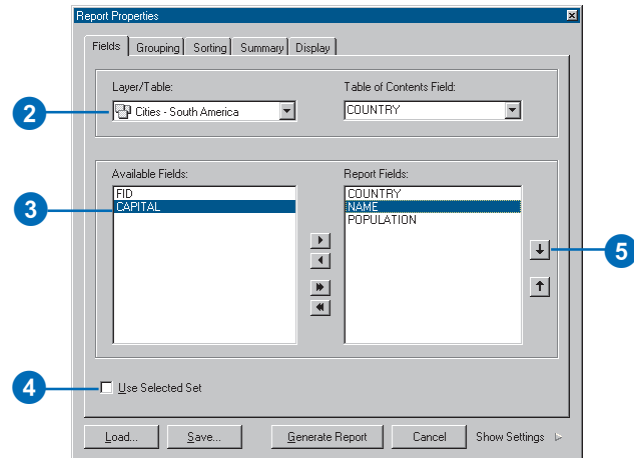 Report Properties
Fields Grouping Sorting Summary Display
Layer/Table: Table of Contents Field:
2 Cities - South America COUNTRY
Available Fields: Report Fields:
FID COUNTRY
3 CAPITAL NAME
POPULATION
5
4 Use Selected Set
Load... Save... Generate Report Cancel Show Settings